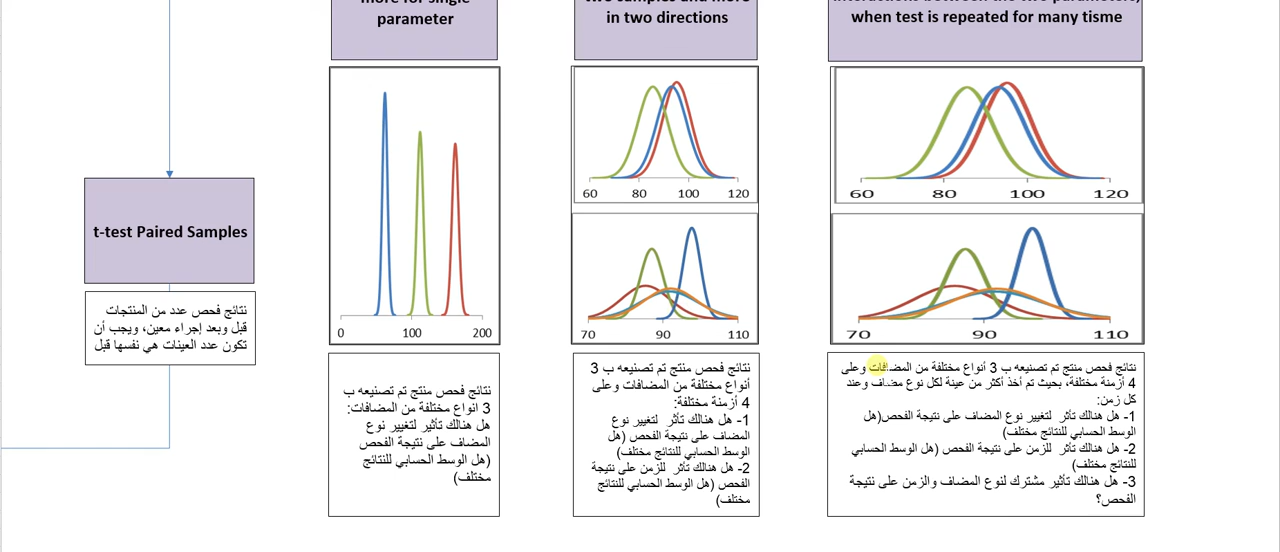 more for single
parameter
two samples and more
in two directions
interactions between the two parameters,
when test is repeated for many tisme
0
100
200
60
80
100
120
70
90
110
60
80
100
120
70
90
110
t-test Paired Samples
نتائج فحص عدد من المنتجات
قبل وبعد إجراء معين، ويجب أن
تكون عدد العينات هي نفسها قبل
نتائج فحص منتج تم تصنيعه ب
3 انواع مختلفة من المضافات:
هل هنالك تأثير لتغيير نوع
المضاف على نتيجة الفحص
(هل الوسط الحسابي للنتائج
مختلف)
نتائج فحص منتج تم تصنيعه ب 3
أنواع مختلفة من المضافات وعلى
4 أزمنة مختلفة:
1- هل هنالك تأثر لتغيير نوع
المضاف على نتيجة الفحص (هل
الوسط الحسابي للنتائج مختلف)
2- هل هنالك تأثر للزمن على نتيجة
الفحص (هل الوسط الحسابي للنتائج
مختلف)
نتائج فحص منتج تم تصنيعه ب 3 أنواع مختلفة من المضافات وعلى
4 أزمنة مختلفة، بحيث تم أخذ أكثر من عينة لكل نوع مضاف وعند
كل زمن:
1- هل هنالك تأثر لتغيير نوع المضاف على نتيجة الفحص(هل
الوسط الحسابي للنتائج مختلف)
2- هل هنالك تأثر للزمن على نتيجة الفحص (هل الوسط الحسابي
للنتائج مختلف)
3- هل هنالك تأثير مشترك لنوع المضاف والزمن على نتيجة
الفحص؟